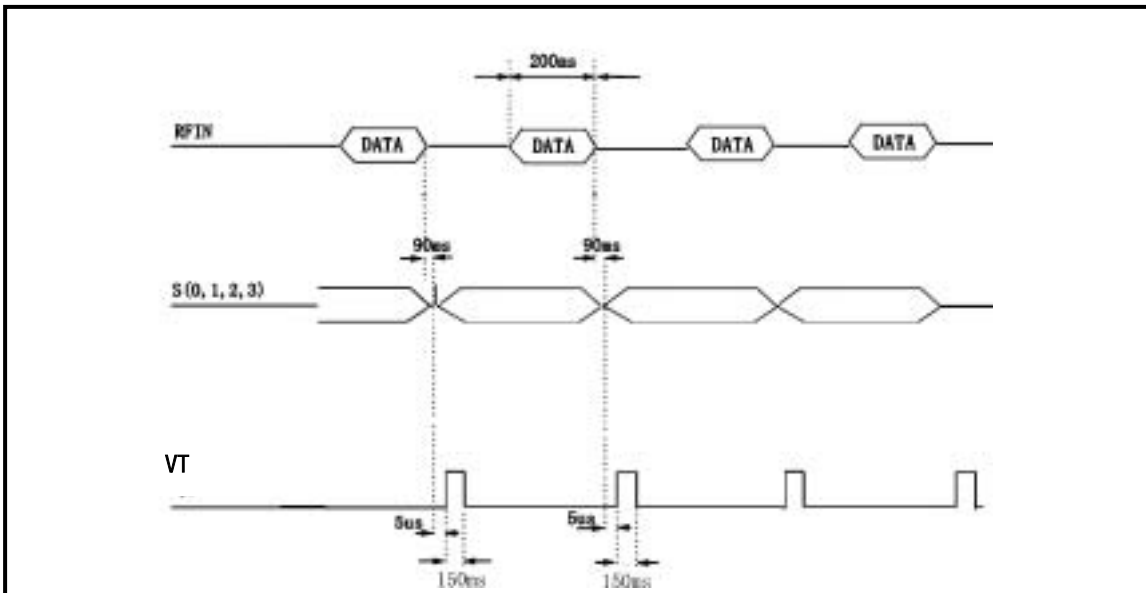 200ms
RFIN
DATA DATA DATA DATA
90ms 90ms
S(0,1,2,3)
VT
5us 5us
150ms 150ms